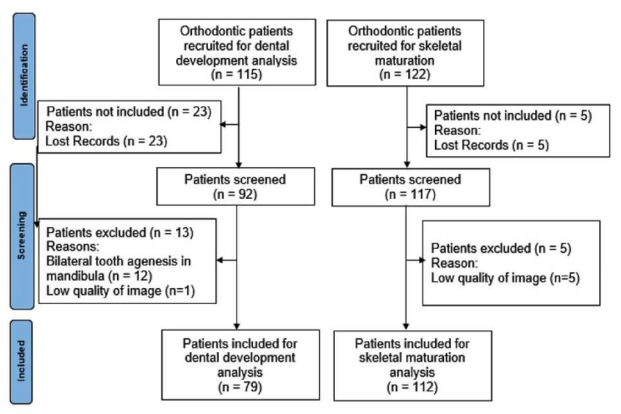 Identification
Orthodontic patients
recruited for dental
development analysis
(n = 115)
Orthodontic patients
recruited for skeletal
maturation
(n = 122)
Patients not included (n = 23)
Reason:
Lost Records (n = 23)
Patients not included (n = 5)
Reason:
Lost Records (n = 5)
Screening
Patients screened
(n = 92)
Patients screened
(n = 117)
Patients excluded (n = 13)
Reasons:
Bilateral tooth agenesis in
mandibula (n = 12)
Low quality of image (n=1)
Patients excluded (n = 5)
Reason:
Low quality of image (n=5)
Included
Patients included for
dental development
analysis
(n = 79)
Patients included for
skeletal maturation
analysis
(n = 112)